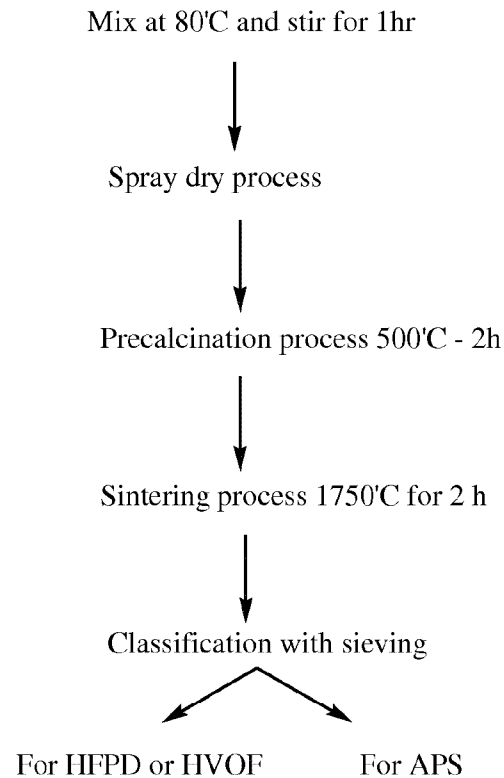 Mix at 80'C and stir for 1hr
Spray dry process
Precalcination process 500'C - 2h
Sintering process 1750'C for 2 h
Classification with sieving
For HFPD or HVOF
For APS